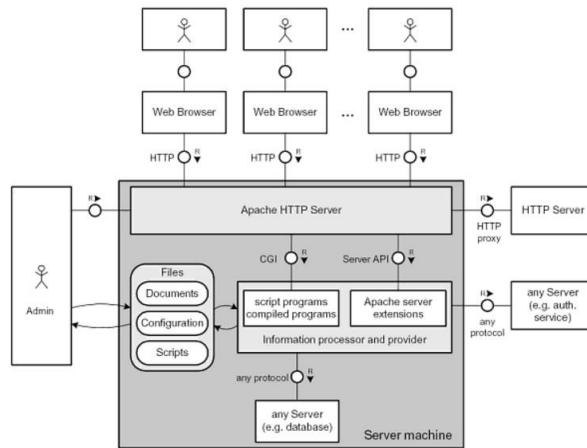 ...
Web Browser Web Browser ... Web Browser
HTTP R HTTP R HTTP R
R
Apache HTTP Server
R
HTTP Server
HTTP proxy
CGI R
Server API R
Files
Documents
Configuration
Scripts
Admin
script programs
compiled programs
Apache server
extensions
Information processor and provider
R
any protocol
any Server
(e.g. auth.
service)
any protocol R
any Server
(e.g. database)
Server machine